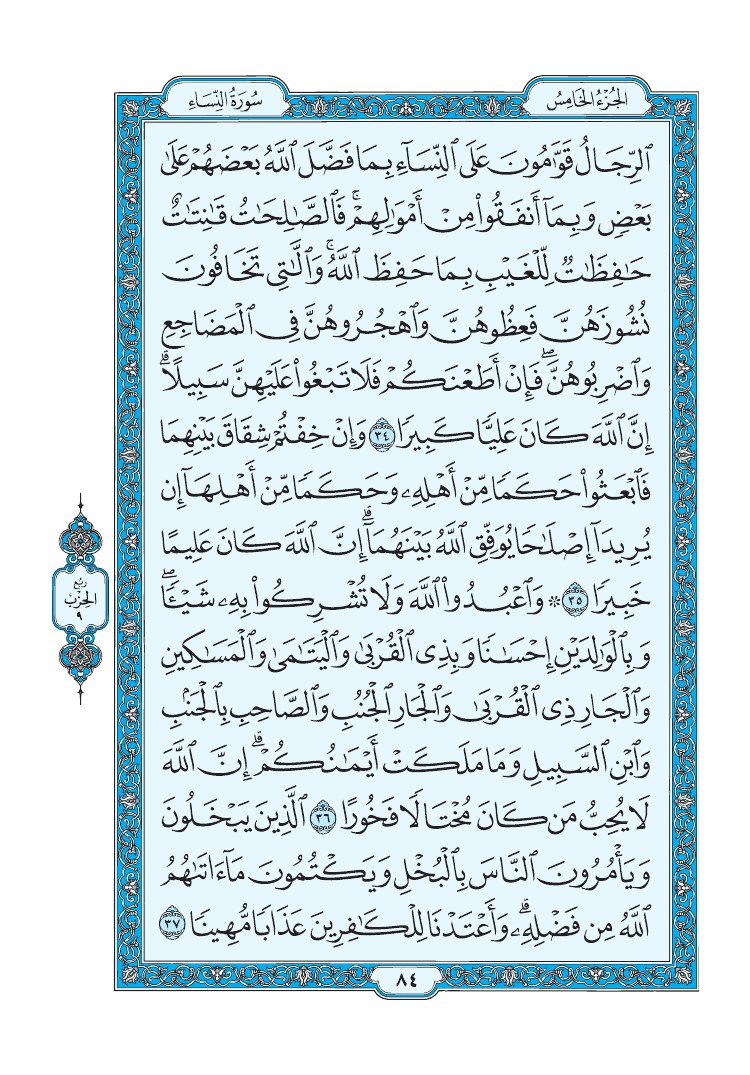 الجُزْءُ الخَامِسُ
سُورَةُ النِّسَاءِ
ٱلرِّجَالُ قَوَّٰمُونَ عَلَى ٱلنِّسَآءِ بِمَا فَضَّلَ ٱللَّهُ بَعْضَهُمْ عَلَىٰ
بَعْضٍ وَبِمَآ أَنفَقُوا۟ مِنْ أَمْوَٰلِهِمْ ۚ فَٱلصَّٰلِحَٰتُ قَٰنِتَٰتٌ
حَٰفِظَٰتٌ لِّلْغَيْبِ بِمَا حَفِظَ ٱللَّهُ ۚ وَٱلَّٰتِى تَخَافُونَ
نُشُوزَهُنَّ فَعِظُوهُنَّ وَٱهْجُرُوهُنَّ فِى ٱلْمَضَاجِعِ
وَٱضْرِبُوهُنَّ ۖ فَإِنْ أَطَعْنَكُمْ فَلَا تَبْغُوا۟ عَلَيْهِنَّ سَبِيلًا ۗ
إِنَّ ٱللَّهَ كَانَ عَلِيًّا كَبِيرًا ٣٤ وَإِنْ خِفْتُمْ شِقَاقَ بَيْنِهِمَا
فَٱبْعَثُوا۟ حَكَمًا مِّنْ أَهْلِهِۦ وَحَكَمًا مِّنْ أَهْلِهَآ إِن
يُرِيدَآ إِصْلَٰحًا يُوَفِّقِ ٱللَّهُ بَيْنَهُمَآ ۗ إِنَّ ٱللَّهَ كَانَ عَلِيمًا
خَبِيرًا ٣٥ ۞ وَٱعْبُدُوا۟ ٱللَّهَ وَلَا تُشْرِكُوا۟ بِهِۦ شَيْـًٔا ۖ
وَبِٱلْوَٰلِدَيْنِ إِحْسَٰنًا وَبِذِى ٱلْقُرْبَىٰ وَٱلْيَتَٰمَىٰ وَٱلْمَسَٰكِينِ
وَٱلْجَارِ ذِى ٱلْقُرْبَىٰ وَٱلْجَارِ ٱلْجُنُبِ وَٱلصَّاحِبِ بِٱلْجَنۢبِ
وَٱبْنِ ٱلسَّبِيلِ وَمَا مَلَكَتْ أَيْمَٰنُكُمْ ۗ إِنَّ ٱللَّهَ
لَا يُحِبُّ مَن كَانَ مُخْتَالًا فَخُورًا ٣٦ ٱلَّذِينَ يَبْخَلُونَ
وَيَأْمُرُونَ ٱلنَّاسَ بِٱلْبُخْلِ وَيَكْتُمُونَ مَآ ءَاتَىٰهُمُ
ٱللَّهُ مِن فَضْلِهِۦ ۗ وَأَعْتَدْنَا لِلْكَٰفِرِينَ عَذَابًا مُّهِينًا ٣٧
رُبْع
الحِزْب
٩
٨٤